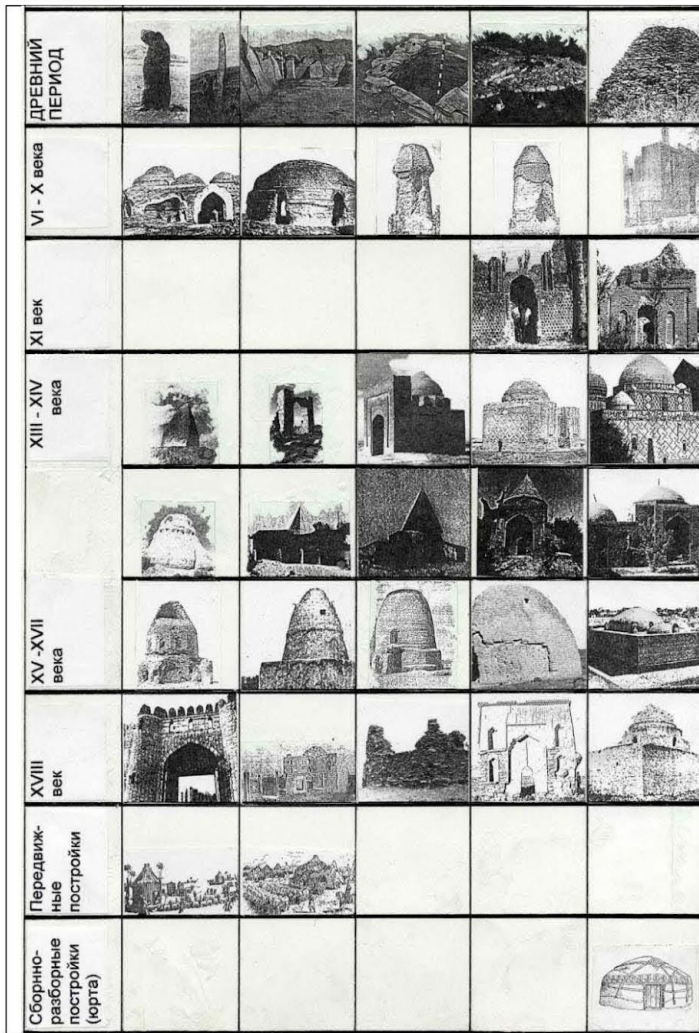 ДРЕВНИЙ
ПЕРИОД
VI - X века
XI век
XIII - XIV
века
XV -XVII
века
XVIII
век
Передвиж-
ные
постройки
Сборнно-
разборные
постройки
(юрта)